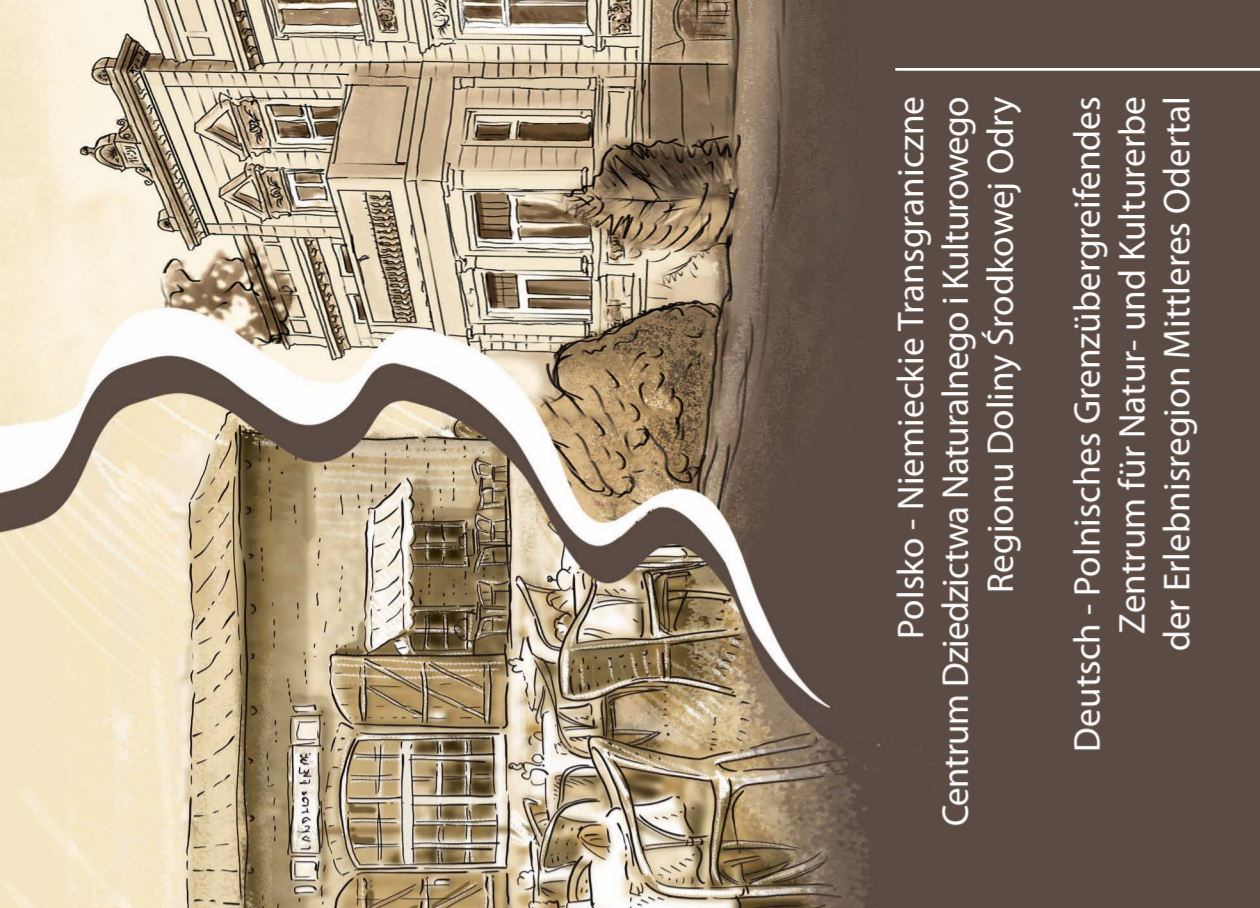 Polsko - Niemieckie Transgraniczne
Centrum Dziedzictwa Naturalnego i Kulturowego
Regionu Doliny Środkowej Odry
Deutsch - Polnisches Grenzübergreifendes
Zentrum für Natur- und Kulturerbe
der Erlebnisregion Mittleres Odertal